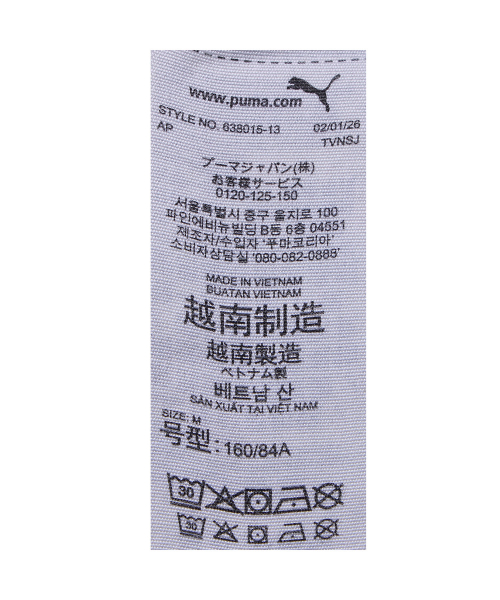 www.puma.com
STYLE NO. 638015-13 02/01/26
AP TVNSJ
プーマジャパン(株)
お客様サービス
0120-125-150
서울특별시 중구 을지로 100
파인에비뉴빌딩 B동 6층 04551
제조자/수입자 '푸마코리아'
소비자상담실 '080-082-0888'
MADE IN VIETNAM
BUATAN VIETNAM
越南制造
越南製造
ベトナム製
베트남 산
SẢN XUẤT TẠI VIỆT NAM
SIZE: M
号型: 160/84A
30
30